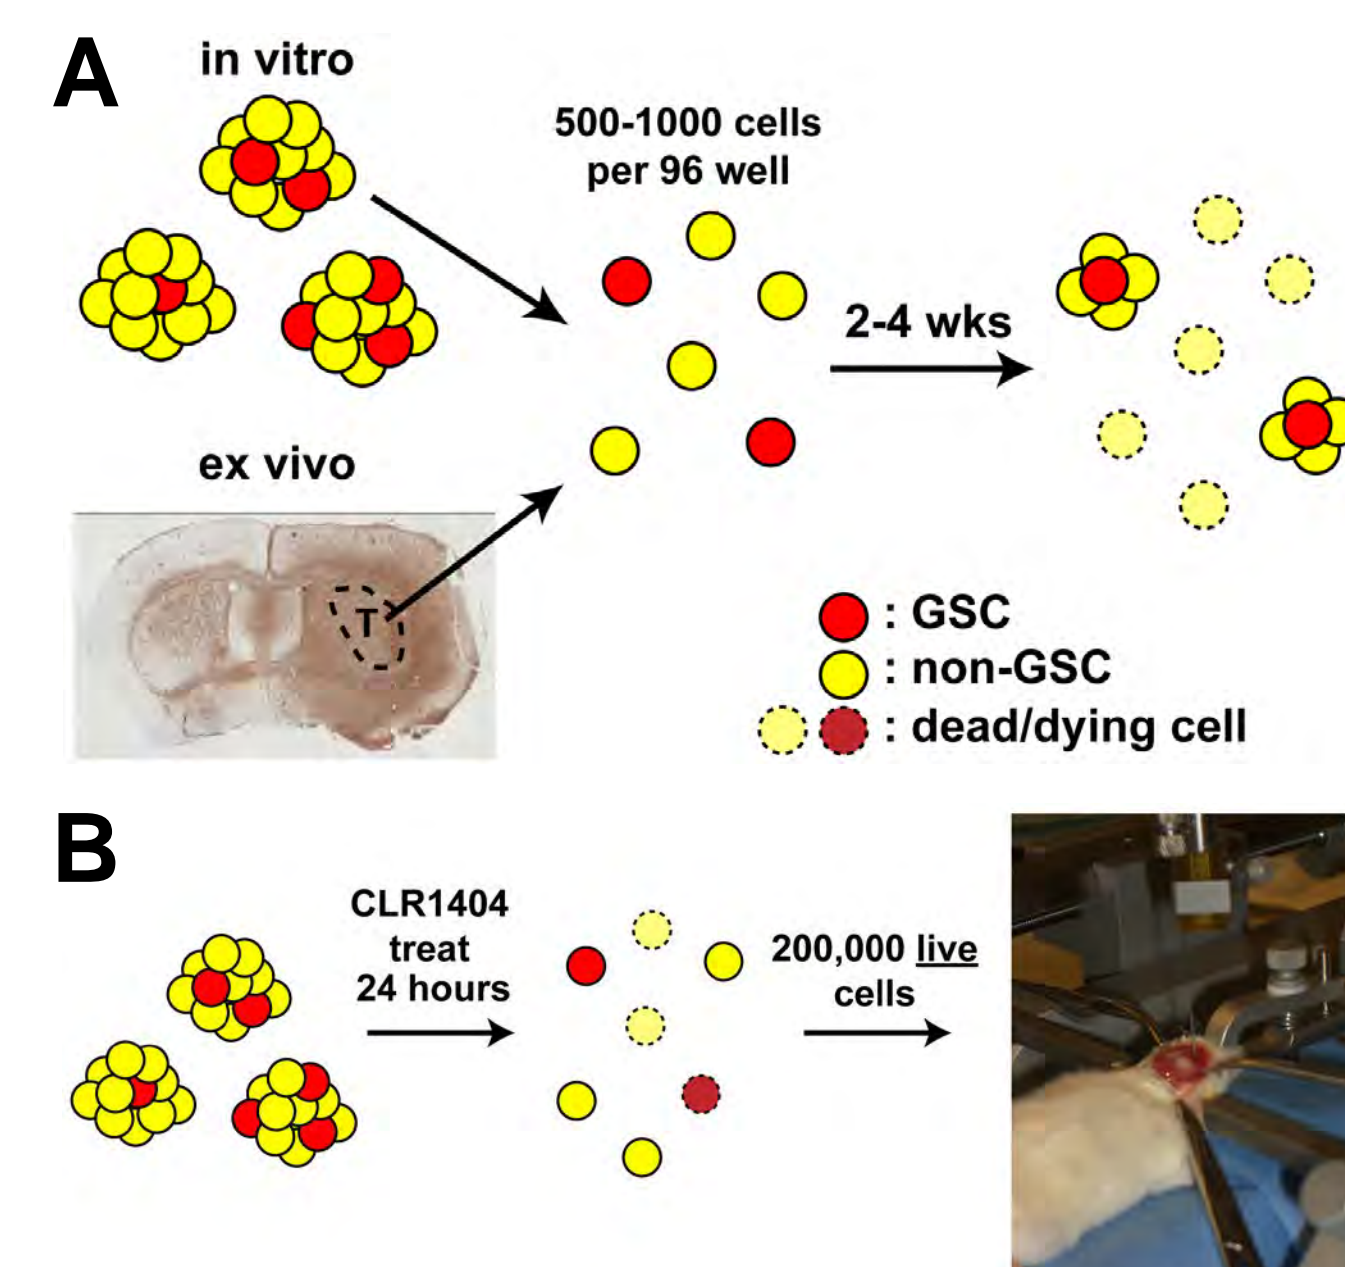 A
in vitro
500-1000 cells
per 96 well
2-4 wks
ex vivo
T
: GSC
: non-GSC
: dead/dying cell
B
CLR1404
treat
24 hours
200,000 live
cells